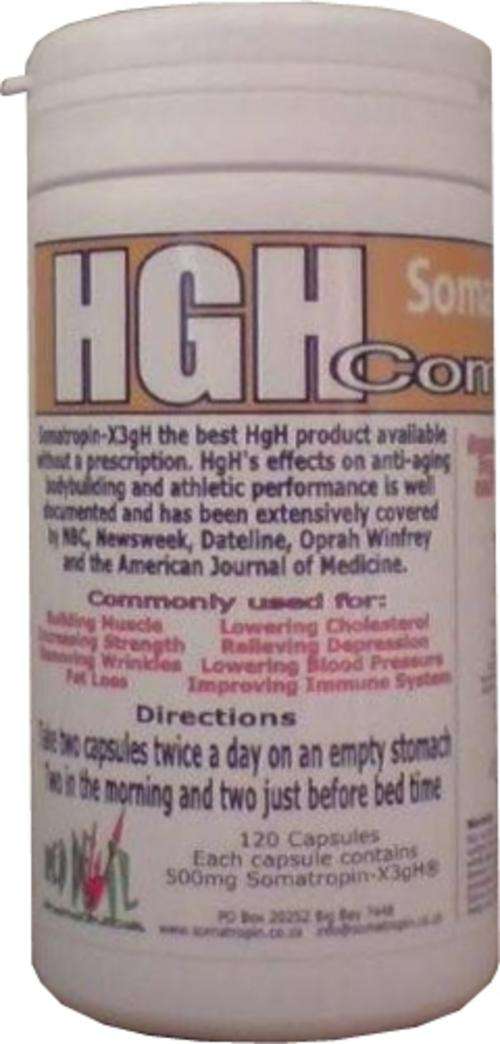 HGH
Soma
Com
Somatropin-X3gH the best HgH product available
without a prescription. HgH's effects on anti-aging
bodybuilding and athletic performance is well
documented and has been extensively covered
by NBC, Newsweek, Dateline, Oprah Winfrey
and the American Journal of Medicine.
Commonly used for:
Building Muscle Lowering Cholesterol
Increasing Strength Relieving Depression
Removing Wrinkles Lowering Blood Pressure
Fat Loss Improving Immune System
Directions
Take two capsules twice a day on an empty stomach
Two in the morning and two just before bed time
120 Capsules
Each capsule contains
500mg Somatropin-X3gH®
PO Box 20252 Big Bay 7448
www.somatropin.co.za info@somatropin.co.za